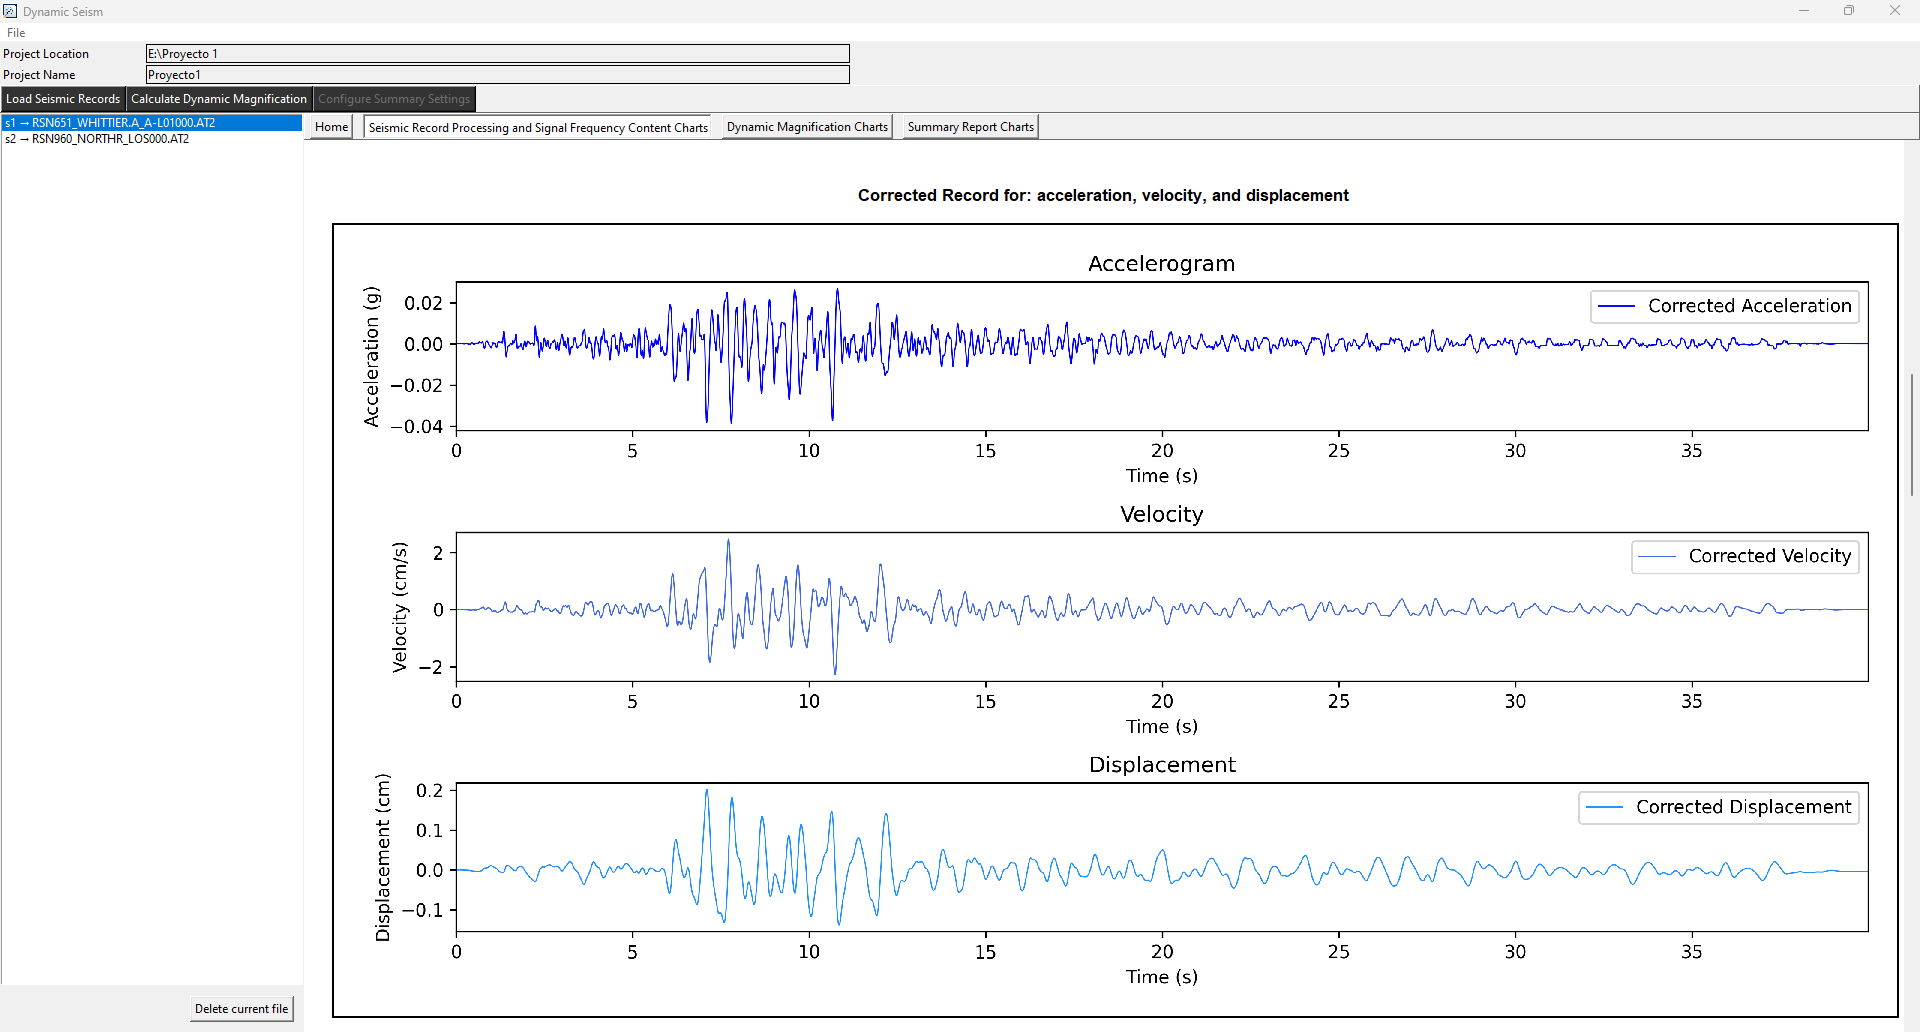 Dynamic Seism
File
Project Location E:\Proyecto 1
Project Name Proyecto1
Load Seismic Records Calculate Dynamic Magnification Configure Summary Settings
s1 → RSN651_WHITTIER.A_A-L01000.AT2
s2 → RSN960_NORTHR_LOS000.AT2
Home Seismic Record Processing and Signal Frequency Content Charts Dynamic Magnification Charts Summary Report Charts
Corrected Record for: acceleration, velocity, and displacement
Accelerogram
Acceleration (g)
0.02
0.00
−0.02
−0.04
Corrected Acceleration
0 5 10 15 20 25 30 35
Time (s)
Velocity
Velocity (cm/s)
2
0
−2
Corrected Velocity
0 5 10 15 20 25 30 35
Time (s)
Displacement
Displacement (cm)
0.2
0.1
0.0
−0.1
Corrected Displacement
0 5 10 15 20 25 30 35
Time (s)
Delete current file